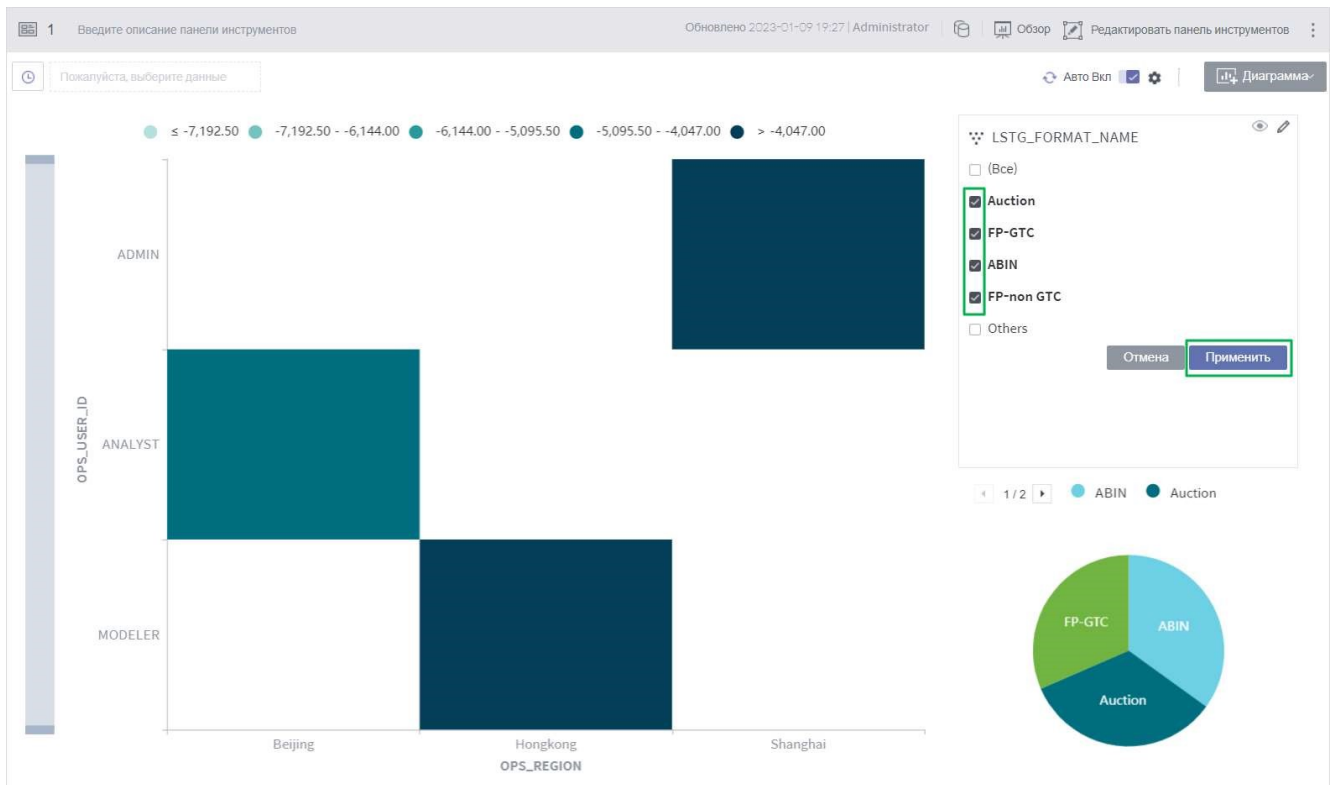 1 Введите описание панели инструментов Обновлено 2023-01-09 19:27 | Administrator Обзор Редактировать панель инструментов
Пожалуйста, выберите данные Авто Вкл Диаграмма
≤ -7,192.50 -7,192.50 - -6,144.00 -6,144.00 - -5,095.50 -5,095.50 - -4,047.00 > -4,047.00
LSTG_FORMAT_NAME
(Все)
Auction
FP-GTC
ABIN
FP-non GTC
Others
Отмена Применить
OPS_USER_ID
ADMIN
ANALYST
MODELER
Beijing Hongkong Shanghai
OPS_REGION
1 / 2 ABIN Auction
FP-GTC ABIN
Auction